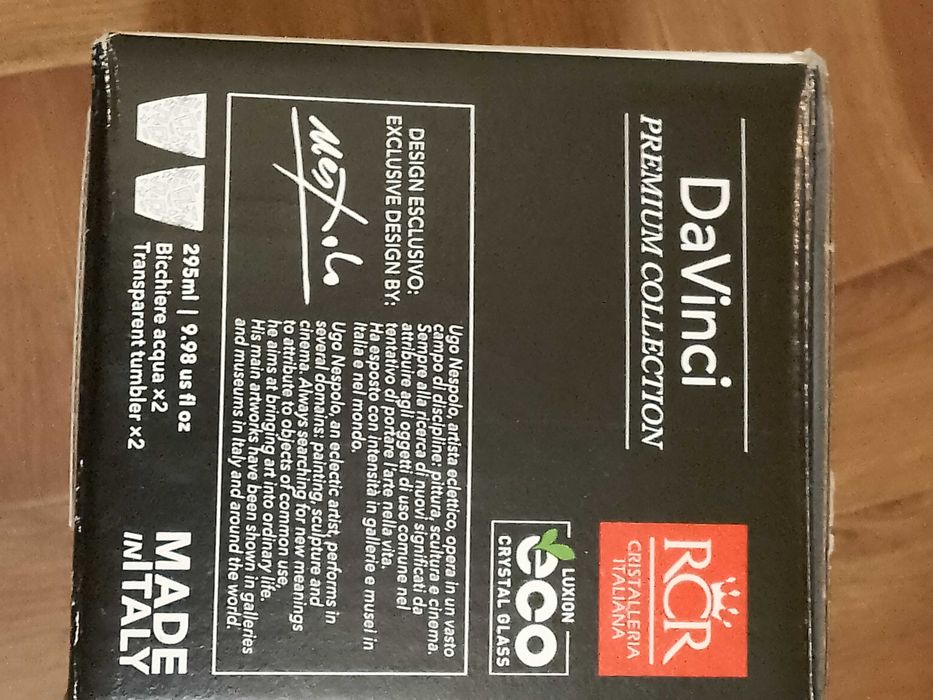 DaVinci
PREMIUM COLLECTION
RCR
CRISTALLERIA
ITALIANA
LUXION
eco
CRYSTAL GLASS
DESIGN ESCLUSIVO:
EXCLUSIVE DESIGN BY:
Ugo Nespolo, artista eclettico, opera in un vasto
campo di discipline: pittura, scultura e cinema.
Sempre alla ricerca di nuovi significati da
attribuire agli oggetti di uso comune nel
tentativo di portare l'arte nella vita.
Ha esposto con intensità in gallerie e musei in
Italia e nel mondo.
Ugo Nespolo, an eclectic artist, performs in
several domains: painting, sculpture and
cinema. Always searching for new meanings
to attribute to objects of common use,
he aims at bringing art into ordinary life.
His main artworks have been shown in galleries
and museums in Italy and around the world.
295ml | 9.98 us fl oz
Bicchiere acqua x2
Transparent tumbler x2
MADE
IN ITALY